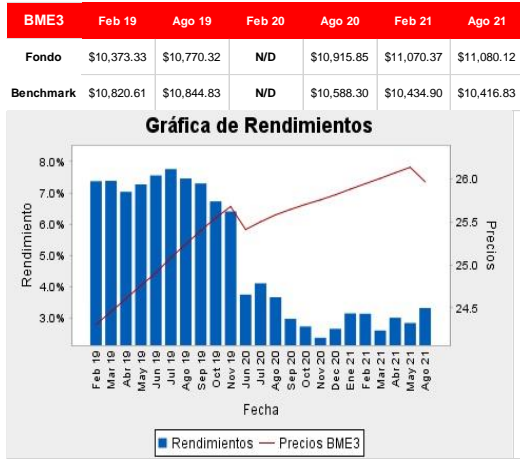 BME3 Feb 19 Ago 19 Feb 20 Ago 20 Feb 21 Ago 21
Fondo $10,373.33 $10,770.32 N/D $10,915.85 $11,070.37 $11,080.12
Benchmark $10,820.61 $10,844.83 N/D $10,588.30 $10,434.90 $10,416.83
Gráfica de Rendimientos
Rendimiento
8.0%
7.0%
6.0%
5.0%
4.0%
3.0%
26.0
25.5
25.0
24.5
Precios
Feb 19 Mar 19 Abr 19 May 19 Jun 19 Jul 19 Ago 19 Sep 19 Oct 19 Nov 19 Jun 20 Jul 20 Ago 20 Sep 20 Oct 20 Nov 20 Dec 20 Ene 21 Feb 21 Mar 21 Abr 21 May 21 Ago 21
Fecha
Rendimientos Precios BME3